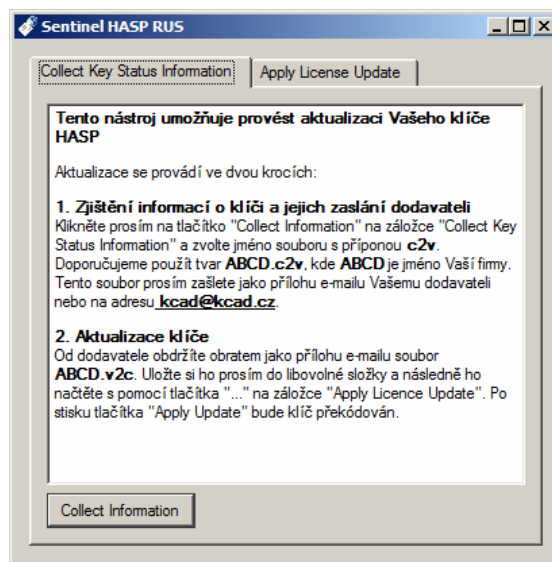 Sentinel HASP RUS
Collect Key Status Information
Apply License Update
Tento nástroj umožňuje provést aktualizaci Vašeho klíče
HASP
Aktualizace se provádí ve dvou krocích:
1. Zjištění informací o klíči a jejich zaslání dodavateli
Klikněte prosím na tlačítko "Collect Information" na záložce "Collect Key
Status Information" a zvolte jméno souboru s příponou c2v.
Doporučujeme použít tvar ABCD.c2v, kde ABCD je jméno Vaší firmy.
Tento soubor prosím zašlete jako přílohu e-mailu Vašemu dodavateli
nebo na adresu kcad@kcad.cz.
2. Aktualizace klíče
Od dodavatele obdržíte obratem jako přílohu e-mailu soubor
ABCD.v2c. Uložte si ho prosím do libovolné složky a následně ho
načtěte s pomocí tlačítka "..." na záložce "Apply Licence Update". Po
stisku tlačítka "Apply Update" bude klíč překódován.
Collect Information